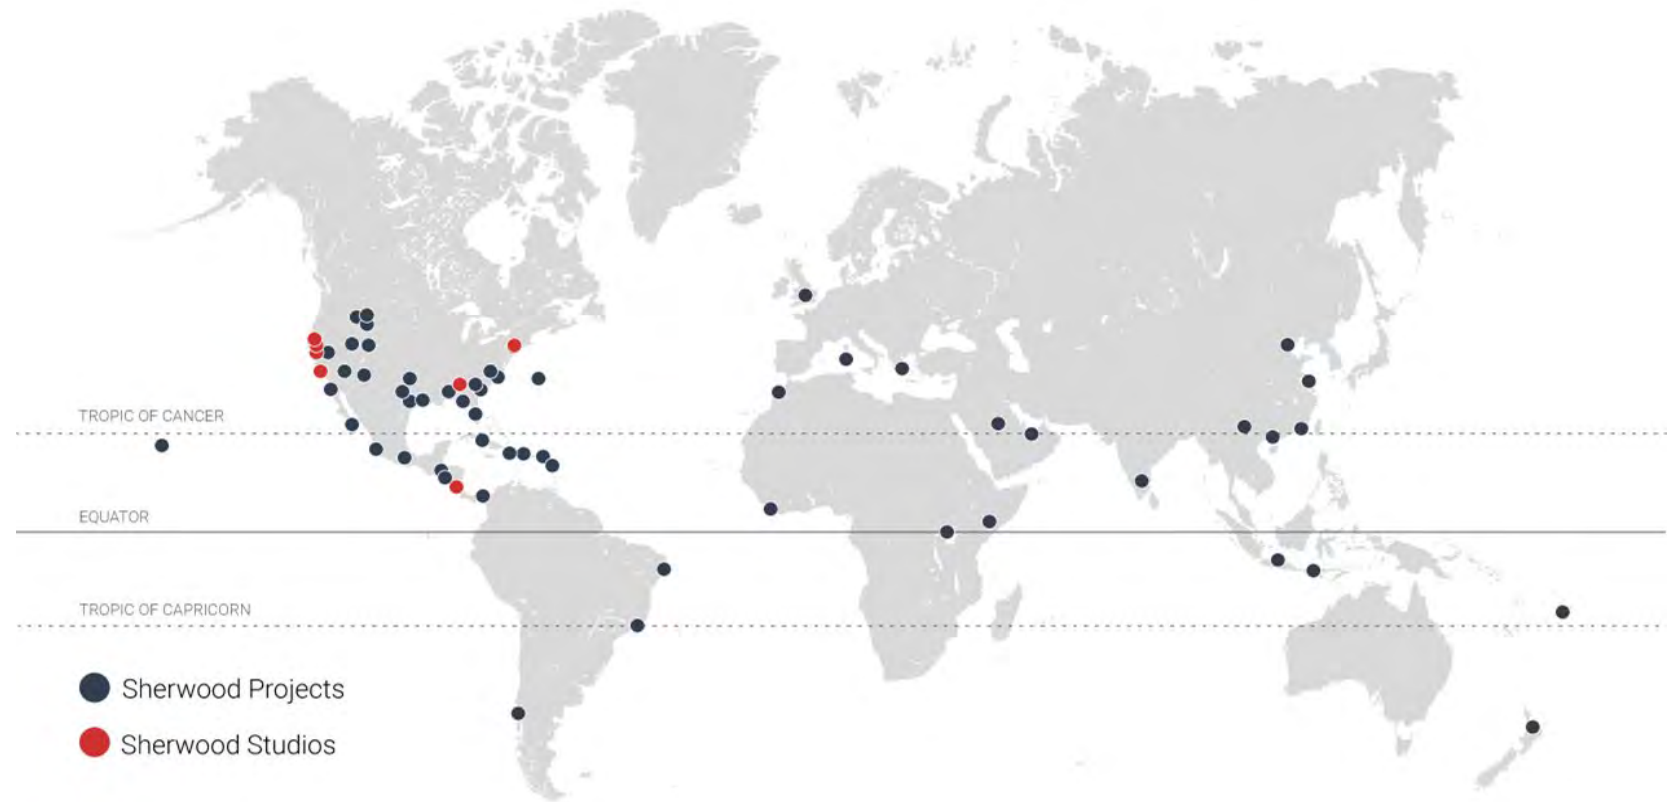 TROPIC OF CANCER
EQUATOR
TROPIC OF CAPRICORN
Sherwood Projects
Sherwood Studios